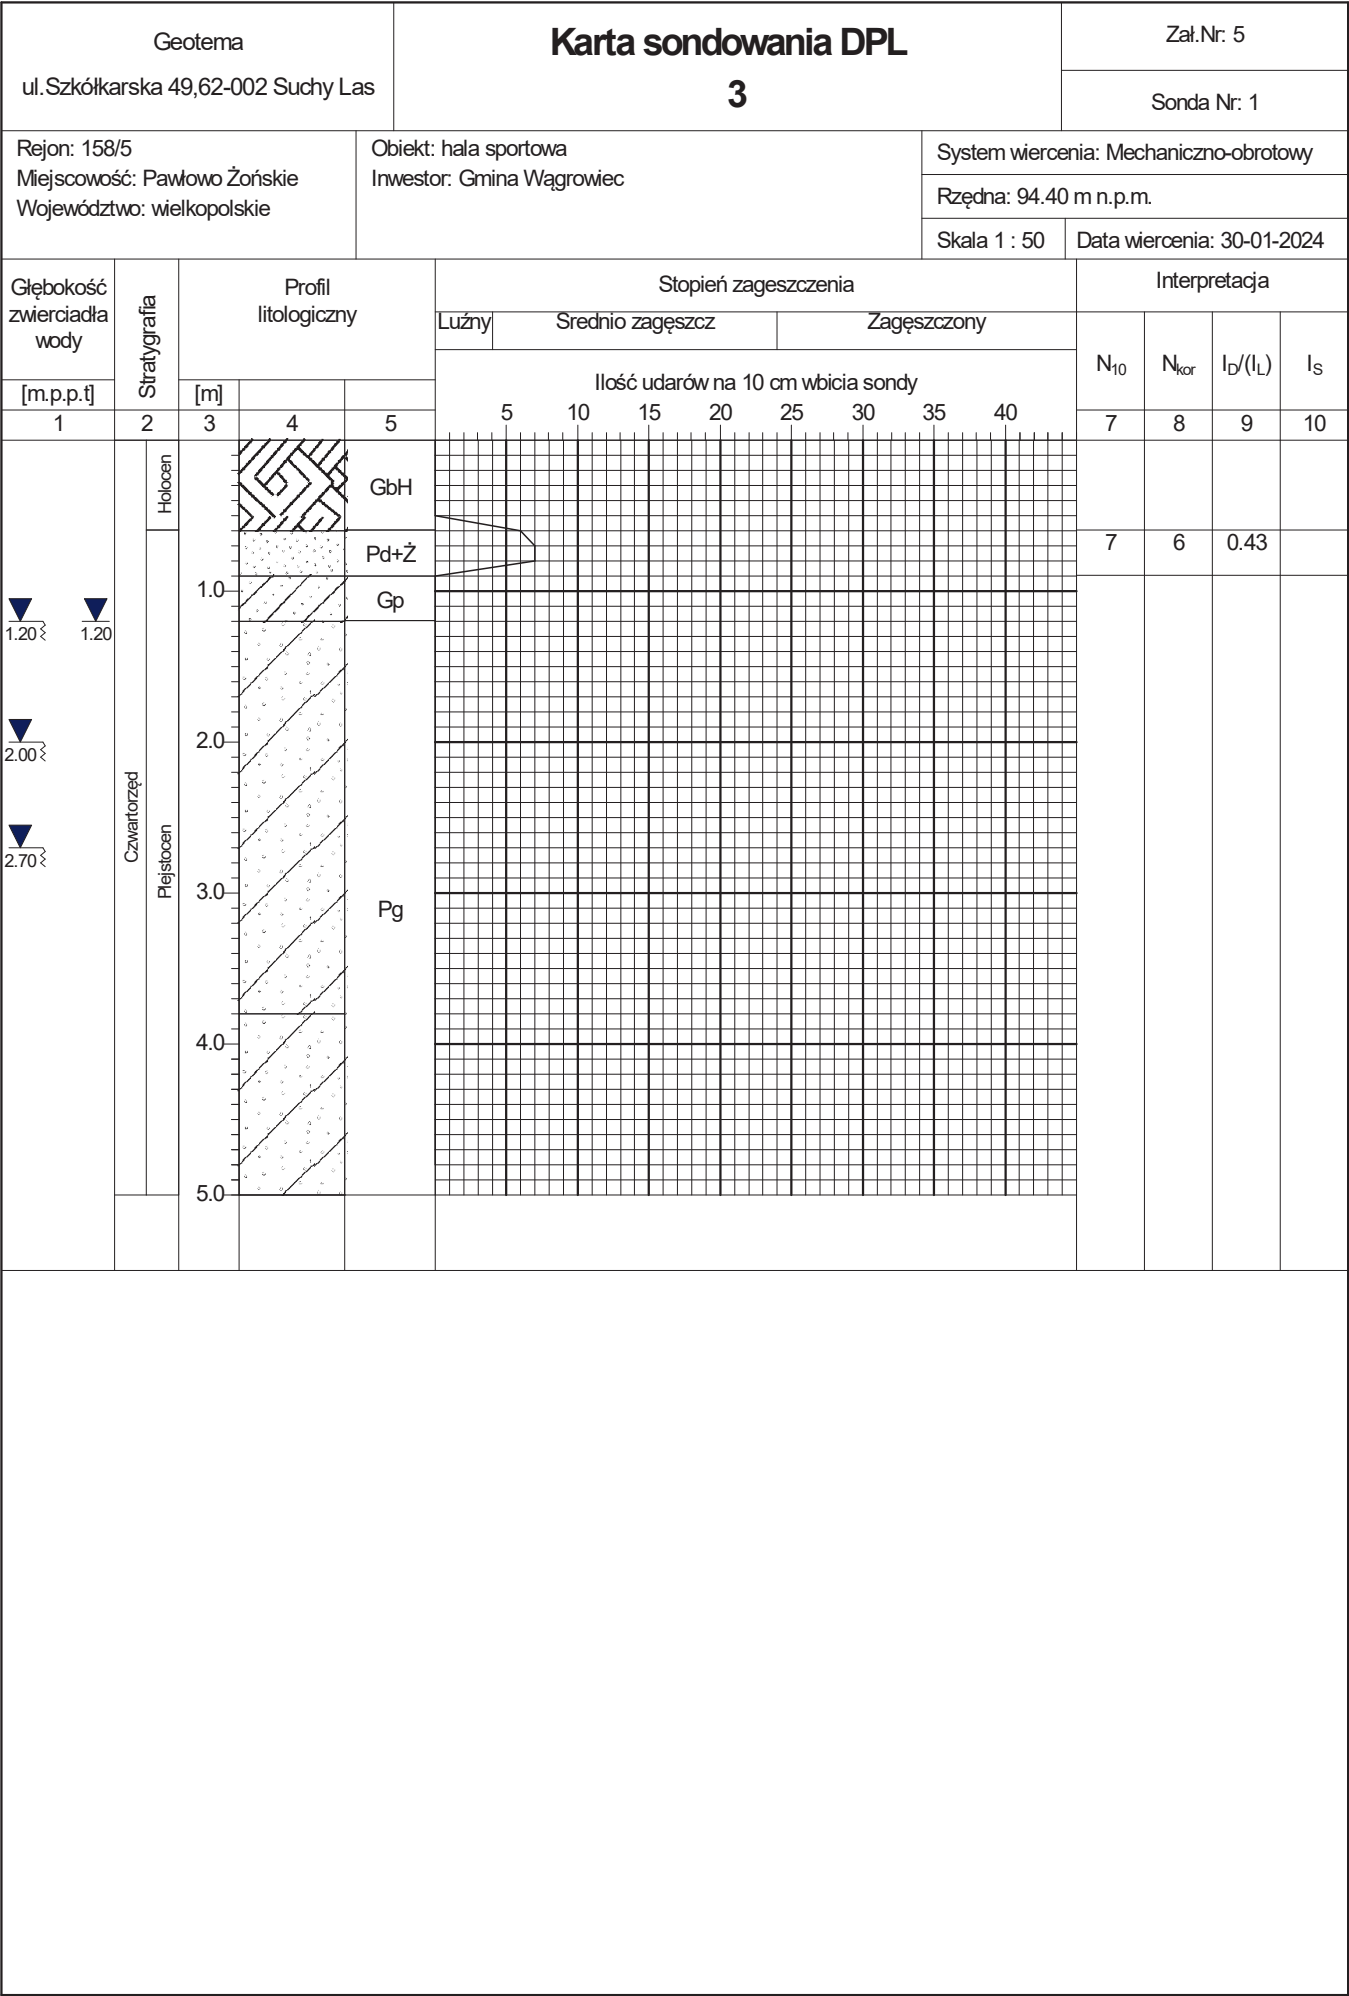 Geotema
ul.Szkółkarska 49,62-002 Suchy Las
Karta sondowania DPL
3
Zał.Nr: 5
Sonda Nr: 1
Rejon: 158/5
Miejscowość: Pawłowo Żońskie
Województwo: wielkopolskie
Obiekt: hala sportowa
Inwestor: Gmina Wągrowiec
System wiercenia: Mechaniczno-obrotowy
Rzędna: 94.40 m n.p.m.
Skala 1 : 50
Data wiercenia: 30-01-2024
Głębokość
zwierciadła
wody
[m.p.p.t]
Stratygrafia
Profil
litologiczny
[m]
Stopień zageszczenia
Luźny
Srednio zagęszcz
Zagęszczony
Ilość udarów na 10 cm wbicia sondy
5 10 15 20 25 30 35 40
Interpretacja
N10
Nkor
ID/(IL)
IS
1 2 3 4 5 7 8 9 10
Holocen
GbH
Pd+Ż
7 6 0.43
1.0
Gp
1.20 1.20
2.0
2.00
Czwartorzęd
Plejstocen
2.70
3.0
Pg
4.0
5.0